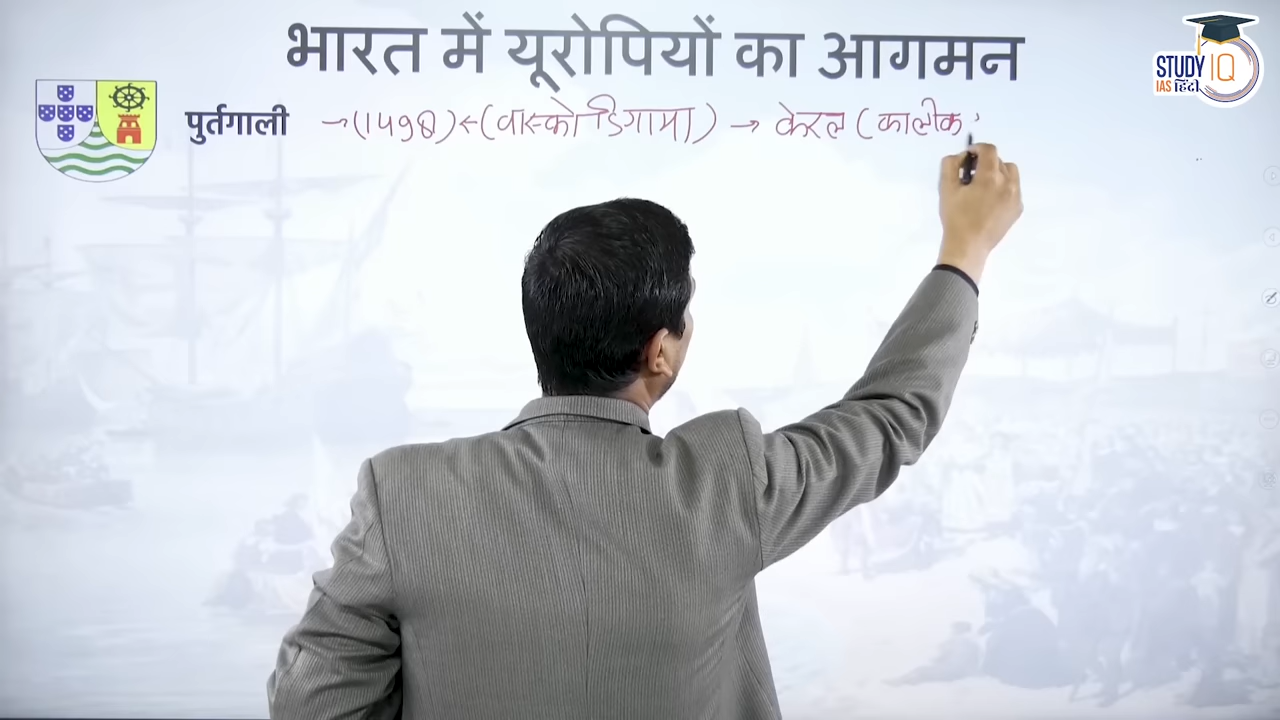 भारत में यूरोपियों का आगमन
STUDY IQ
IAS हिंदी
पुर्तगाली →(1498)←(वास्को डिगामा) → केरल (कालीक